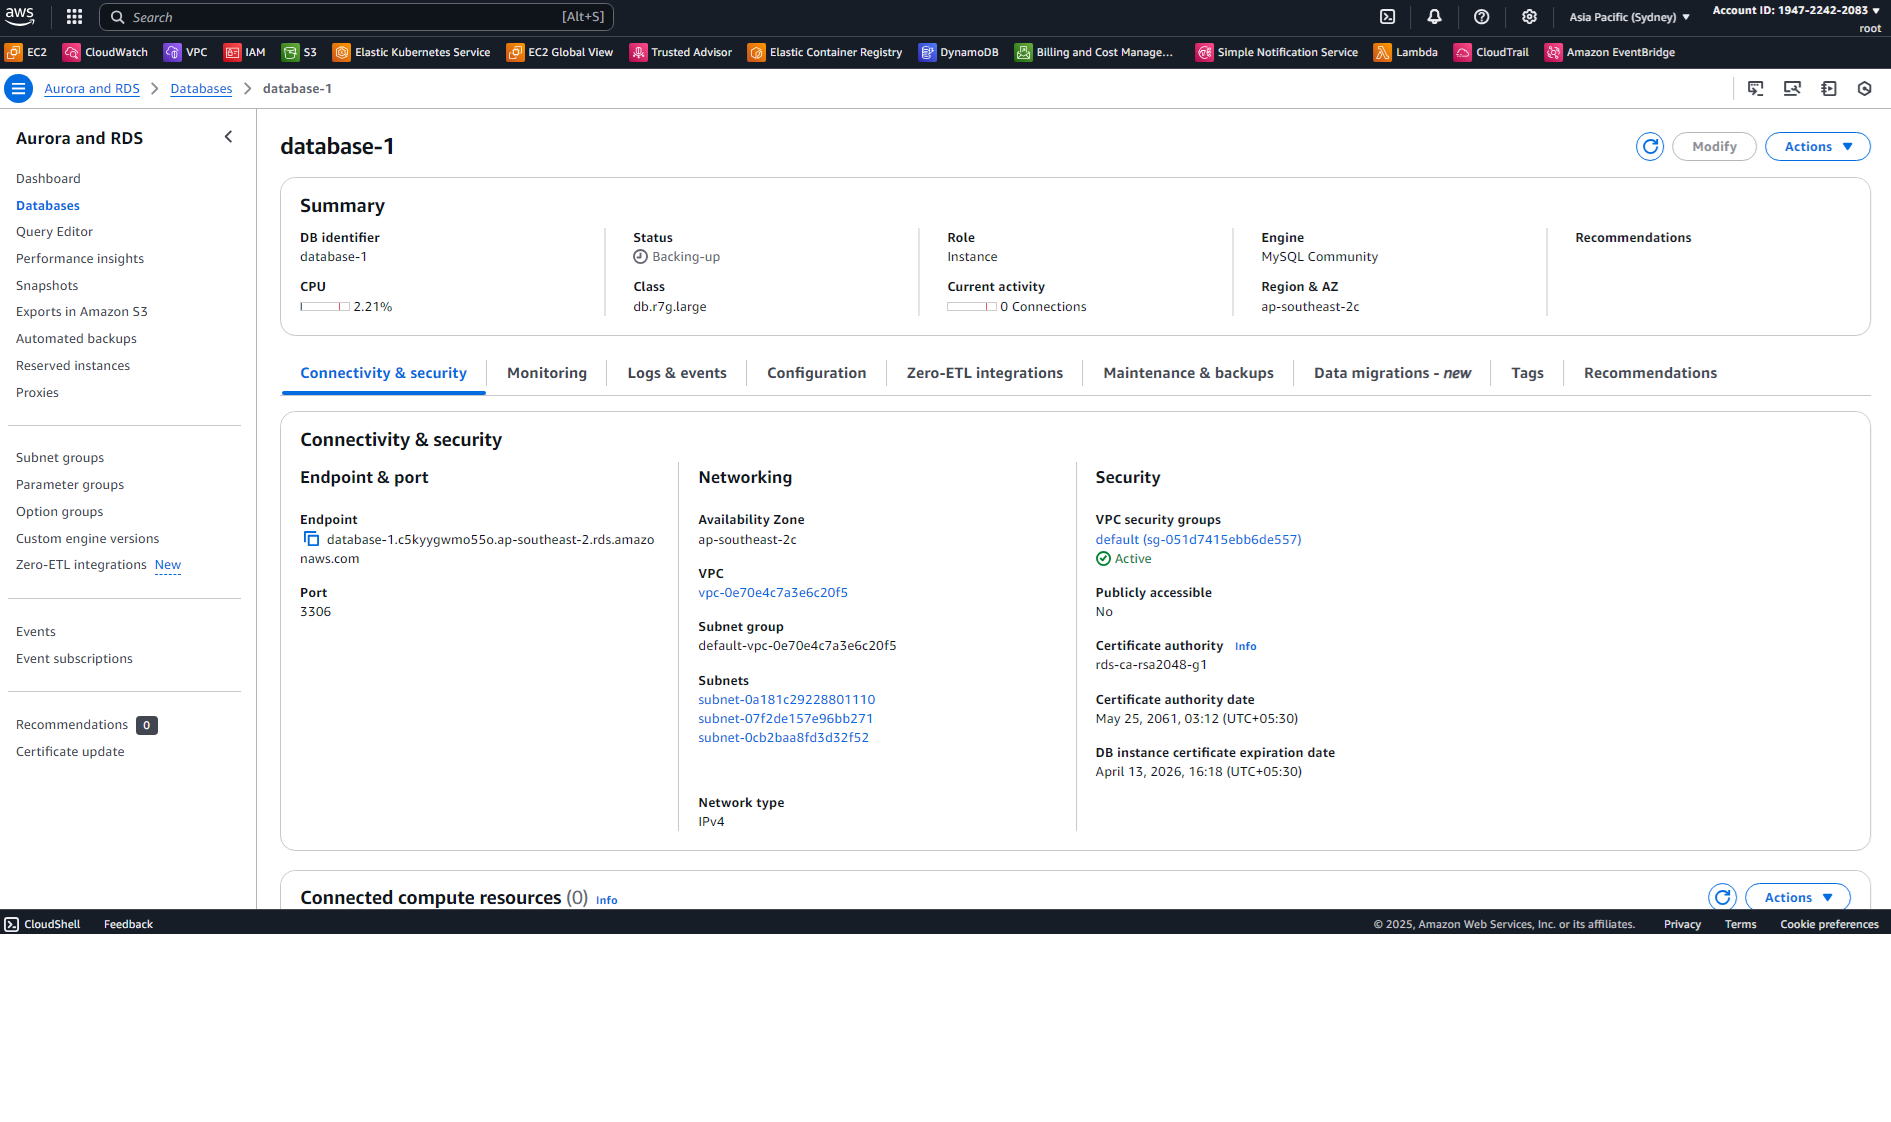 aws
Search
[Alt+S]
Asia Pacific (Sydney)
Account ID: 1947-2242-2083
root
EC2
CloudWatch
VPC
IAM
S3
Elastic Kubernetes Service
EC2 Global View
Trusted Advisor
Elastic Container Registry
DynamoDB
Billing and Cost Manage...
Simple Notification Service
Lambda
CloudTrail
Amazon EventBridge
Aurora and RDS
Databases
database-1
Aurora and RDS
Dashboard
Databases
Query Editor
Performance insights
Snapshots
Exports in Amazon S3
Automated backups
Reserved instances
Proxies
Subnet groups
Parameter groups
Option groups
Custom engine versions
Zero-ETL integrations New
Events
Event subscriptions
Recommendations 0
Certificate update
database-1
Modify
Actions
Summary
DB identifier
database-1
Status
Backing-up
Role
Instance
Engine
MySQL Community
Recommendations
CPU
2.21%
Class
db.r7g.large
Current activity
0 Connections
Region & AZ
ap-southeast-2c
Connectivity & security
Monitoring
Logs & events
Configuration
Zero-ETL integrations
Maintenance & backups
Data migrations - new
Tags
Recommendations
Connectivity & security
Endpoint & port
Endpoint
database-1.c5kyygwmo55o.ap-southeast-2.rds.amazo
naws.com
Port
3306
Networking
Availability Zone
ap-southeast-2c
VPC
vpc-0e70e4c7a3e6c20f5
Subnet group
default-vpc-0e70e4c7a3e6c20f5
Subnets
subnet-0a181c29228801110
subnet-07f2de157e96bb271
subnet-0cb2baa8fd3d32f52
Network type
IPv4
Security
VPC security groups
default (sg-051d7415ebb6de557)
Active
Publicly accessible
No
Certificate authority Info
rds-ca-rsa2048-g1
Certificate authority date
May 25, 2061, 03:12 (UTC+05:30)
DB instance certificate expiration date
April 13, 2026, 16:18 (UTC+05:30)
Connected compute resources (0) Info
Actions
CloudShell
Feedback
© 2025, Amazon Web Services, Inc. or its affiliates.
Privacy
Terms
Cookie preferences